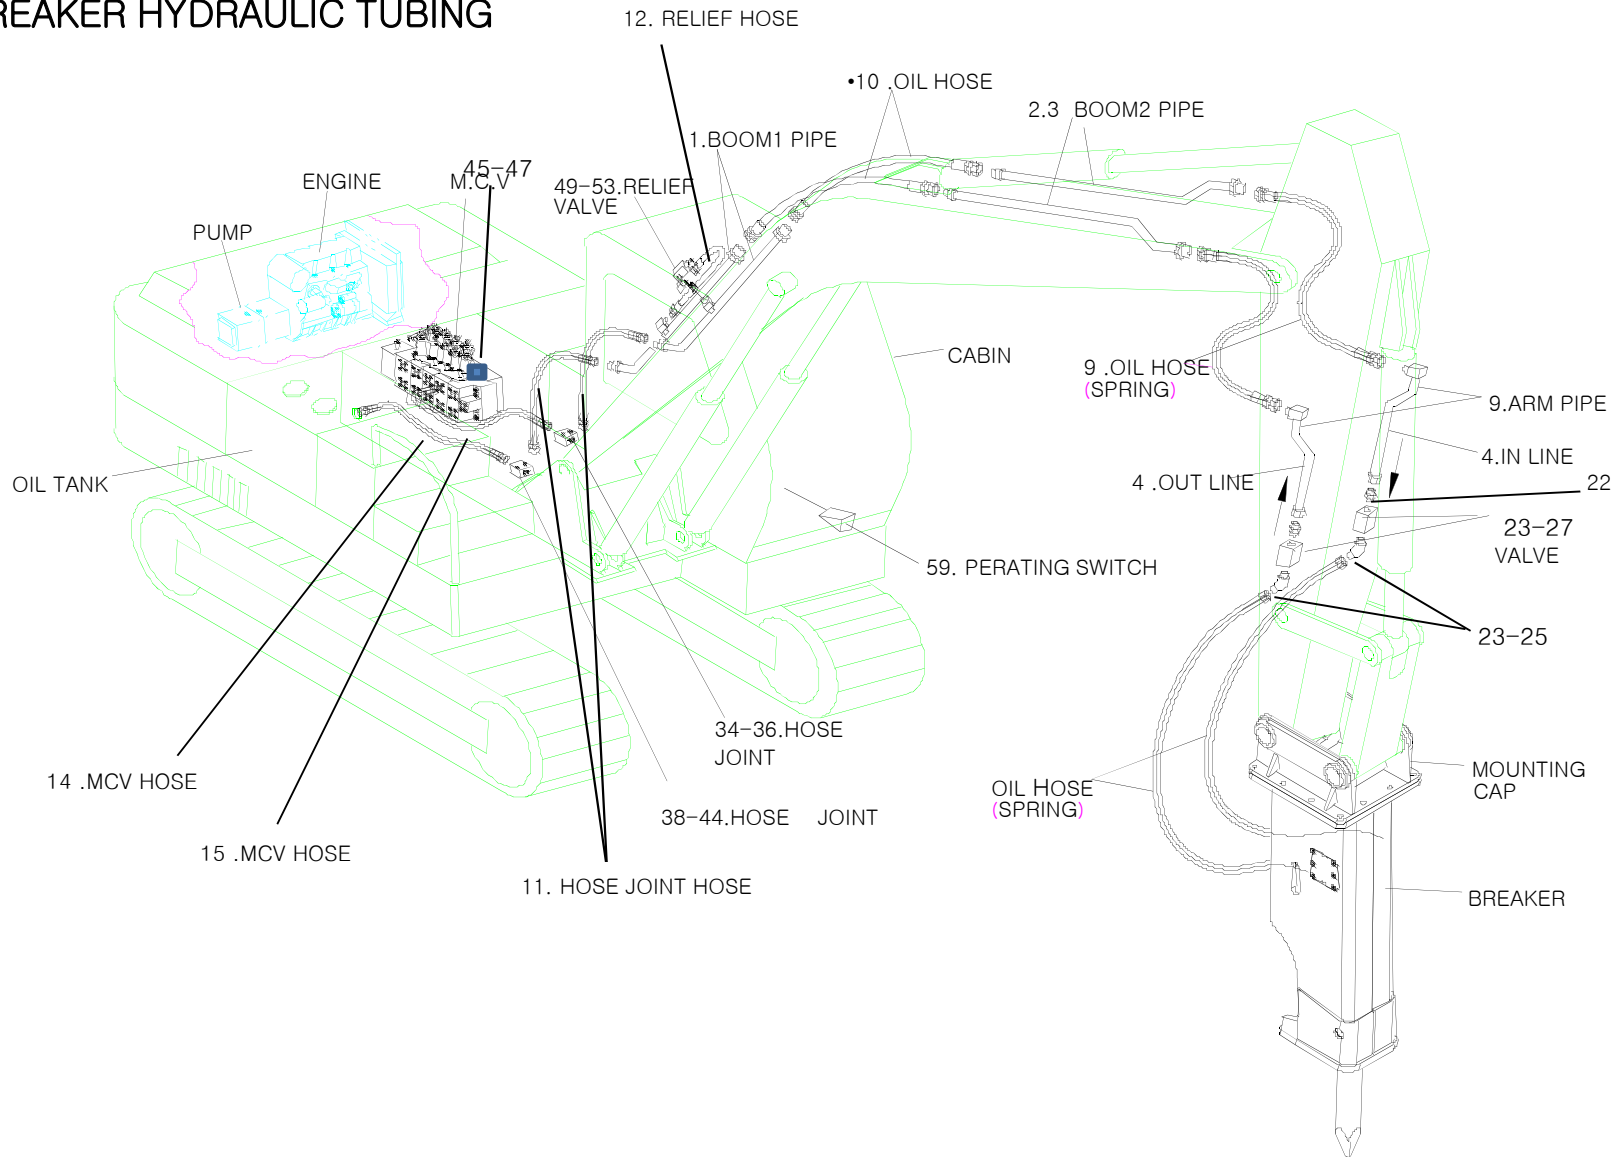 REAKER HYDRAULIC TUBING
12. RELIEF HOSE
•10 .OIL HOSE
2.3 BOOM2 PIPE
1.BOOM1 PIPE
45-47
M.C.V
ENGINE
49-53.RELIEF
VALVE
PUMP
CABIN
9 .OIL HOSE
(SPRING)
9.ARM PIPE
4.IN LINE
4 .OUT LINE
22
OIL TANK
23-27
VALVE
59. PERATING SWITCH
23-25
34-36.HOSE
JOINT
14 .MCV HOSE
MOUNTING
CAP
OIL HOSE
(SPRING)
38-44.HOSE JOINT
15 .MCV HOSE
11. HOSE JOINT HOSE
BREAKER